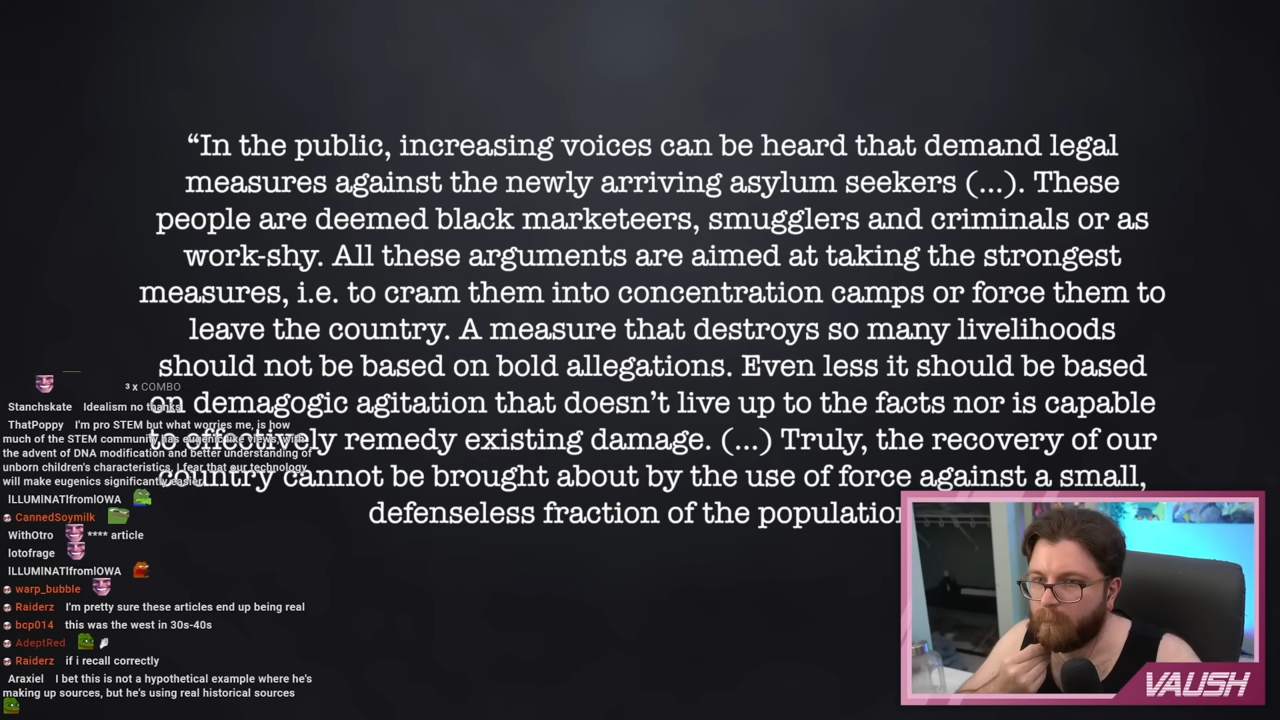 “In the public, increasing voices can be heard that demand legal
measures against the newly arriving asylum seekers (...). These
people are deemed black marketeers, smugglers and criminals or as
work-shy. All these arguments are aimed at taking the strongest
measures, i.e. to cram them into concentration camps or force them to
leave the country. A measure that destroys so many livelihoods
should not be based on bold allegations. Even less it should be based
on demagogic agitation that doesn’t live up to the facts nor is capable
to effectively remedy existing damage. (...) Truly, the recovery of our
country cannot be brought about by the use of force against a small,
defenseless fraction of the population
3 x COMBO
Stanchskate Idealism no thanks
ThatPoppy I'm pro STEM but what worries me, is how
much of the STEM community has eugenic like views, with
the advent of DNA modification and better understanding of
unborn children's characteristics, I fear that our technology
will make eugenics significantly easier
ILLUMINATIfromIOWA
CannedSoymilk
WithOtro **** article
lotofrage
ILLUMINATIfromIOWA
warp_bubble
Raiderz I'm pretty sure these articles end up being real
bcp014 this was the west in 30s-40s
AdeptRed
Raiderz if i recall correctly
Araxiel I bet this is not a hypothetical example where he's
making up sources, but he's using real historical sources
VAUSH